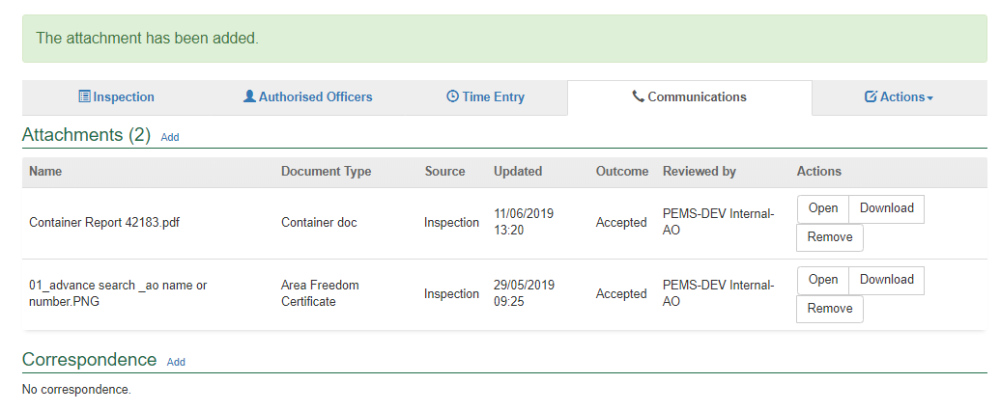 The attachment has been added.
Inspection Authorised Officers Time Entry Communications Actions
Attachments (2) Add
Name Document Type Source Updated Outcome Reviewed by Actions
Container Report 42183.pdf Container doc Inspection 11/06/2019 13:20 Accepted PEMS-DEV Internal-AO Open Download Remove
01_advance search _ao name or number.PNG Area Freedom Certificate Inspection 29/05/2019 09:25 Accepted PEMS-DEV Internal-AO Open Download Remove
Correspondence Add
No correspondence.